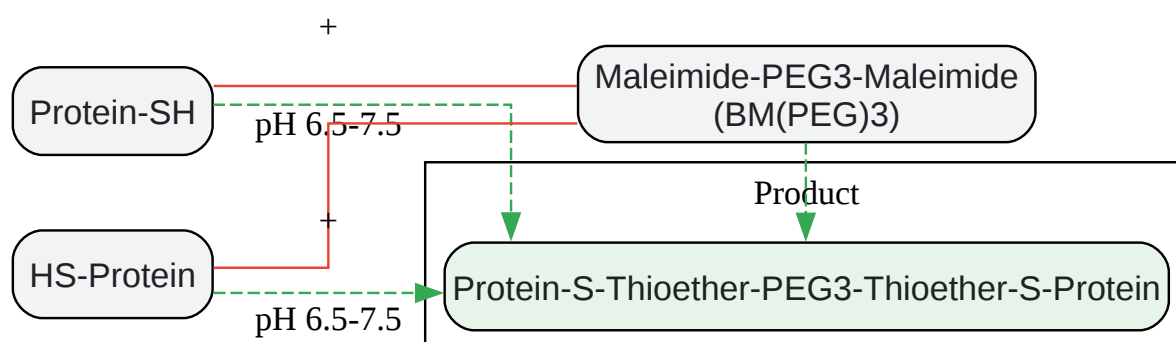 +
Maleimide-PEG3-Maleimide
(BM(PEG)3)
Protein-SH
pH 6.5-7.5
Product
+
HS-Protein
Protein-S-Thioether-PEG3-Thioether-S-Protein
pH 6.5-7.5